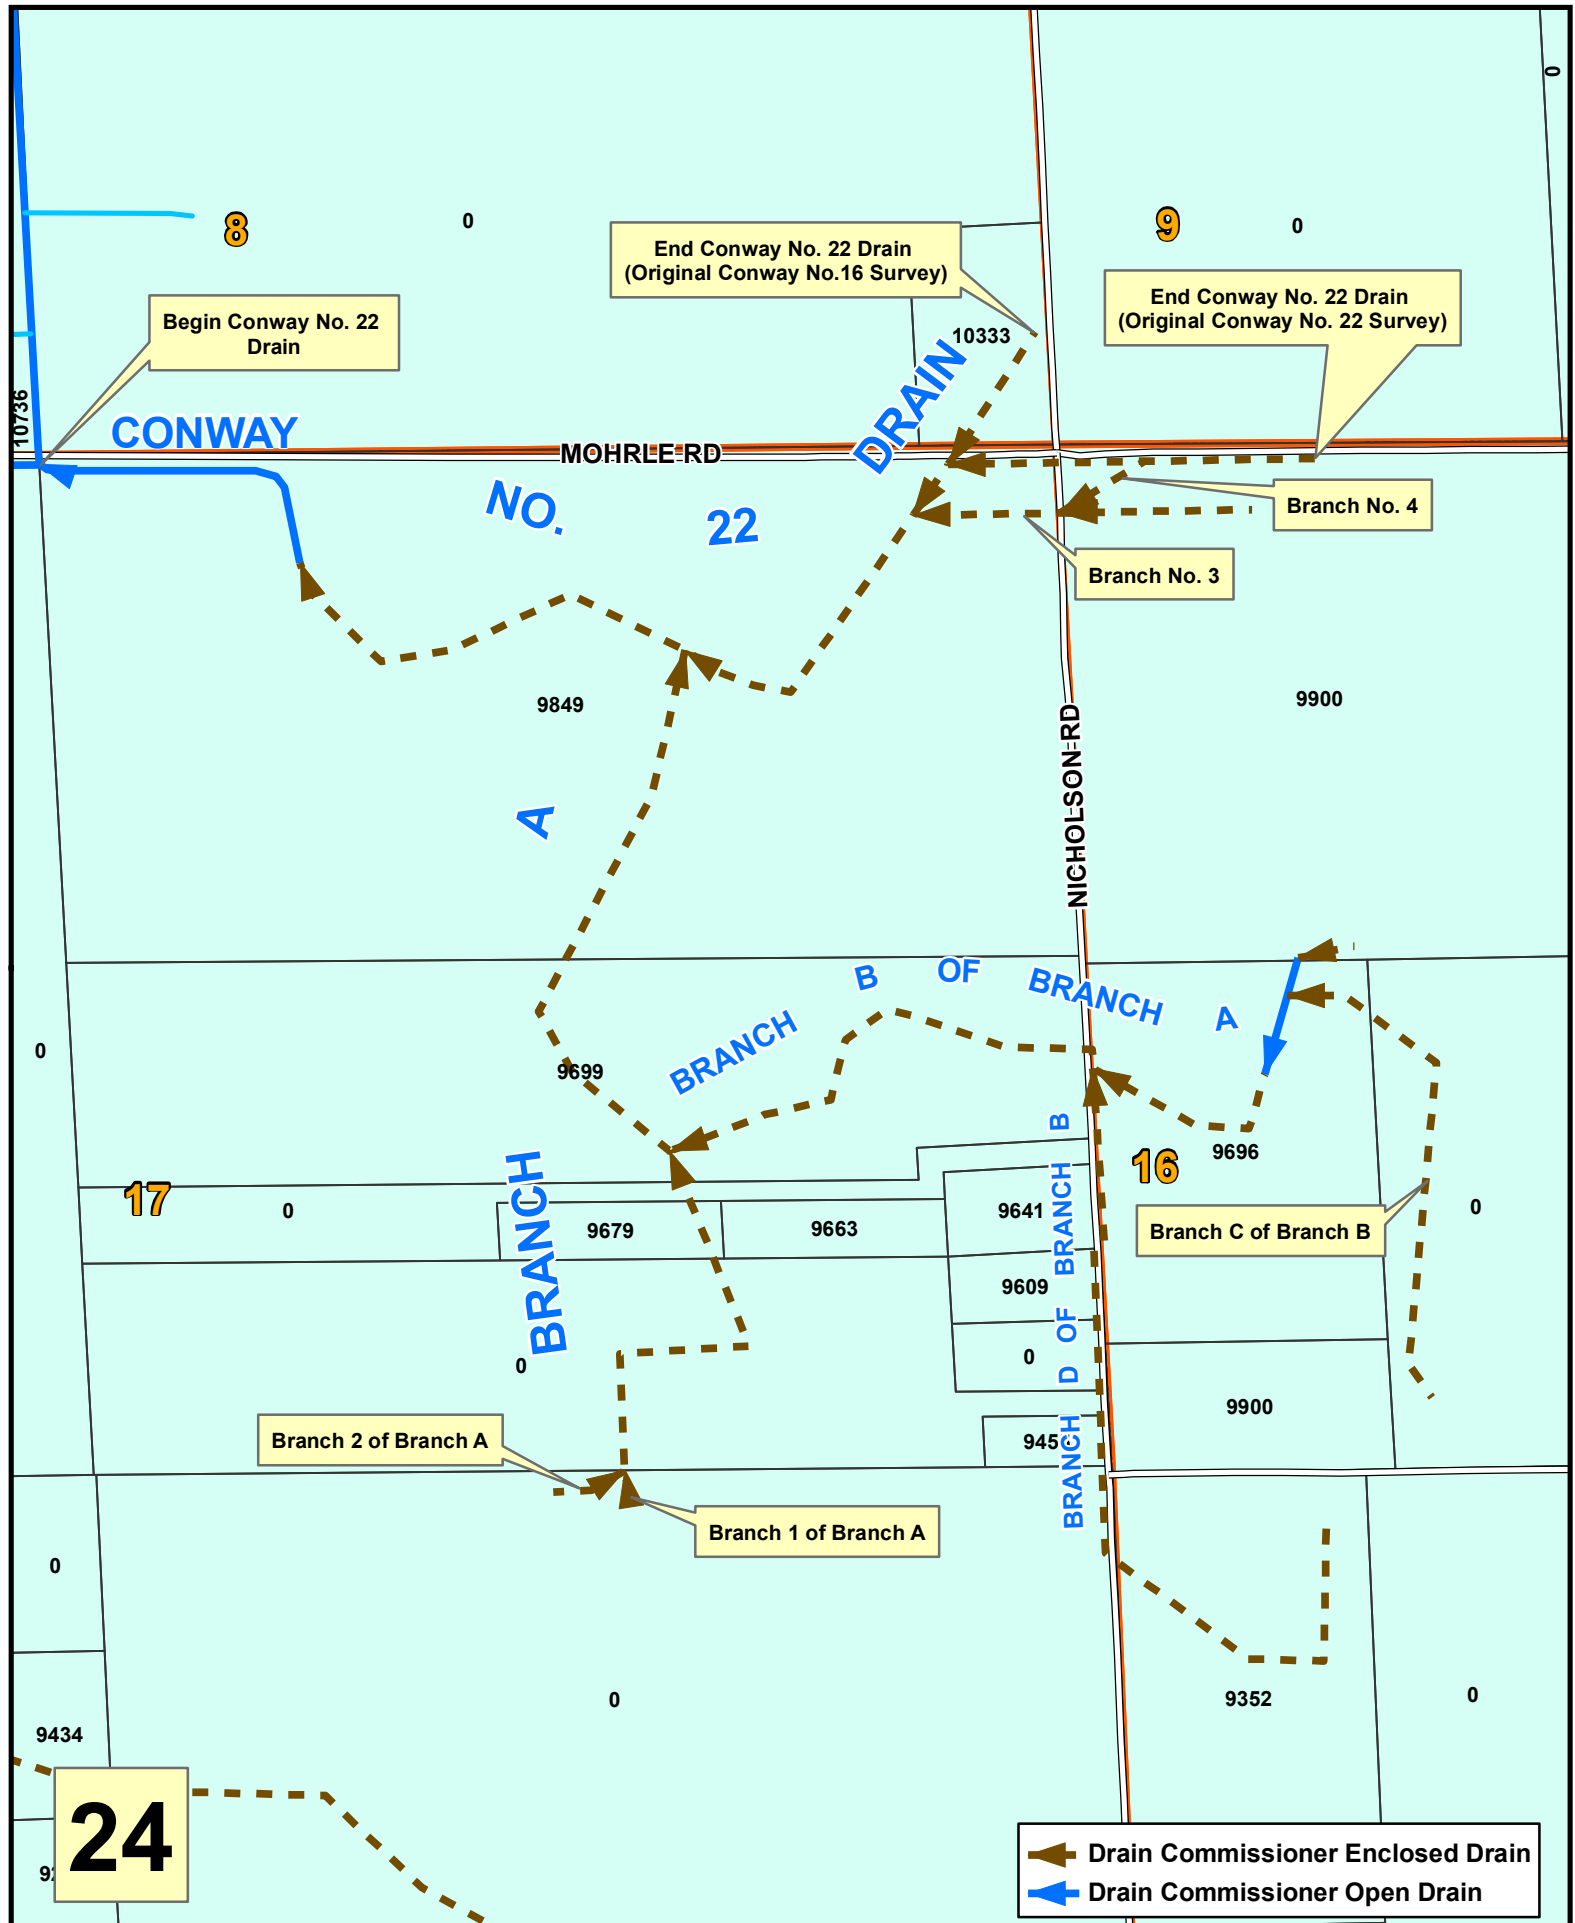 0
8
0
9
0
End Conway No. 22 Drain
(Original Conway No.16 Survey)
End Conway No. 22 Drain
(Original Conway No. 22 Survey)
Begin Conway No. 22
Drain
10333
10736
CONWAY
MOHRLE RD
DRAIN
NO.
22
Branch No. 4
Branch No. 3
9849
9900
NICHOLSON RD
A
B OF BRANCH A
BRANCH
0
9699
9696
16
17
0
9679
9663
9641
0
Branch C of Branch B
9609
BRANCH
0
0
9900
BRANCH D OF BRANCH B
Branch 2 of Branch A
Branch 1 of Branch A
0
0
9352
0
9434
24
Drain Commissioner Enclosed Drain
Drain Commissioner Open Drain